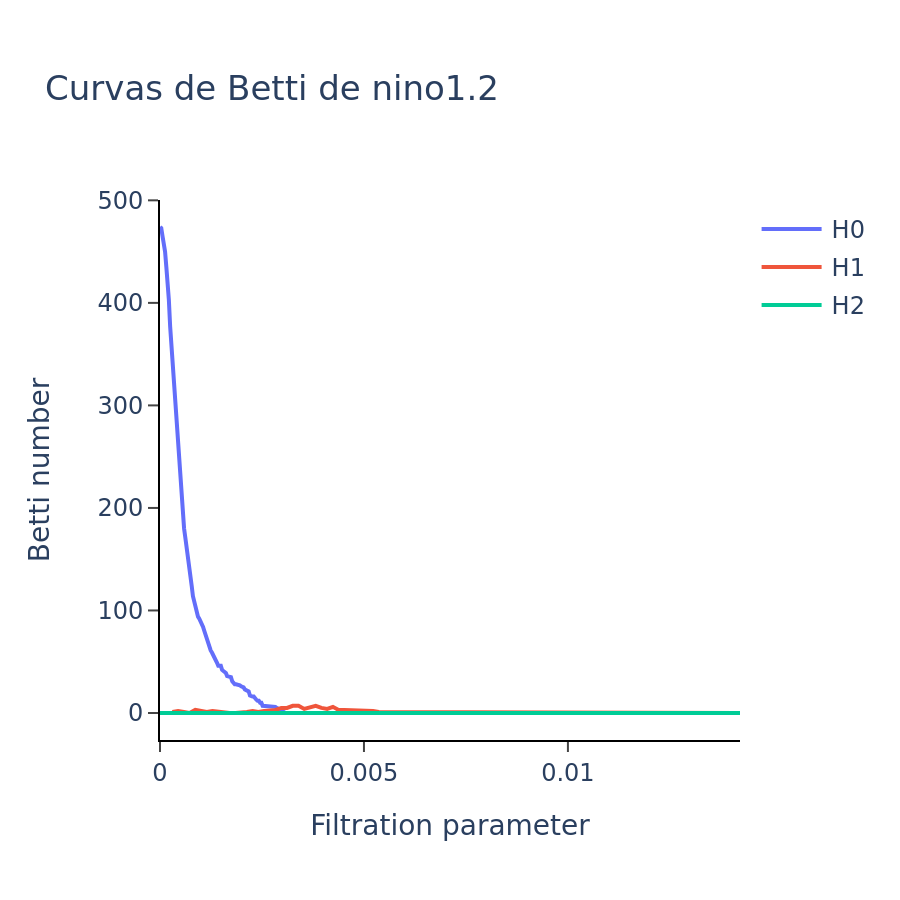 Curvas de Betti de nino1.2
500
400
300
200
100
0
Betti number
0
0.005
0.01
Filtration parameter
H0
H1
H2